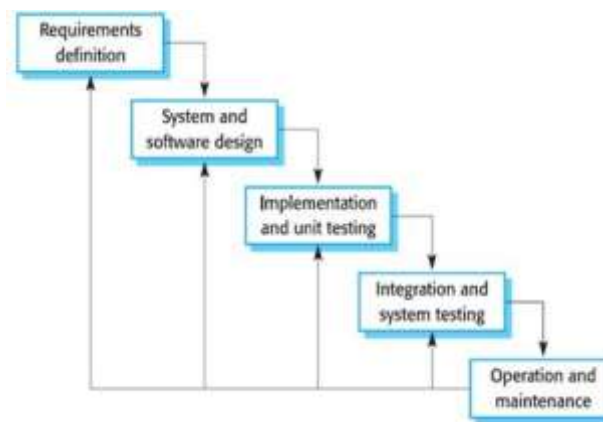 Requirements
definition
System and
software design
Implementation
and unit testing
Integration and
system testing
Operation and
maintenance